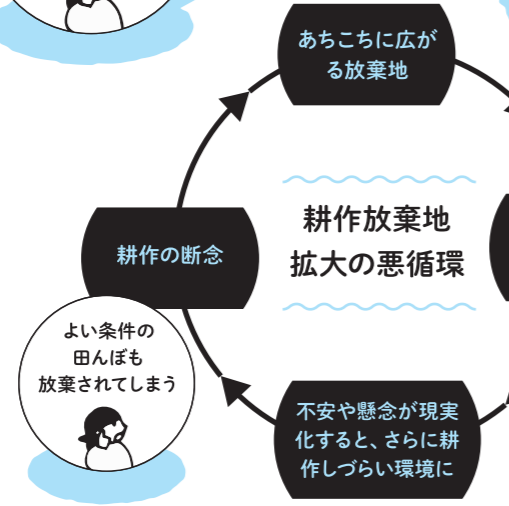 あちこちに広が
る放棄地
耕作放棄地
拡大の悪循環
耕作の断念
よい条件の
田んぼも
放棄されてしまう
不安や懸念が現実
化すると、さらに耕
作しづらい環境に